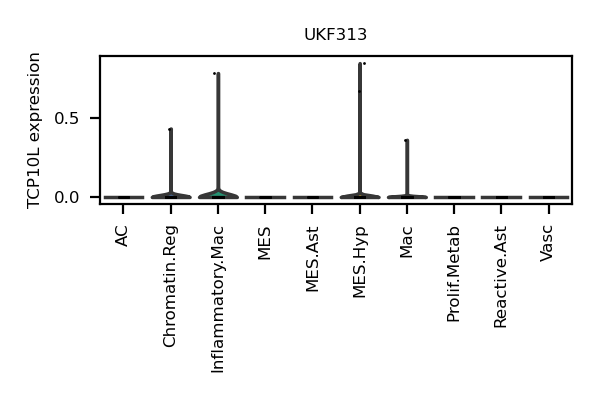 UKF313
TCP10L expression
0.5
0.0
AC
Chromatin.Reg
Inflammatory.Mac
MES
MES.Ast
MES.Hyp
Mac
Prolif.Metab
Reactive.Ast
Vasc